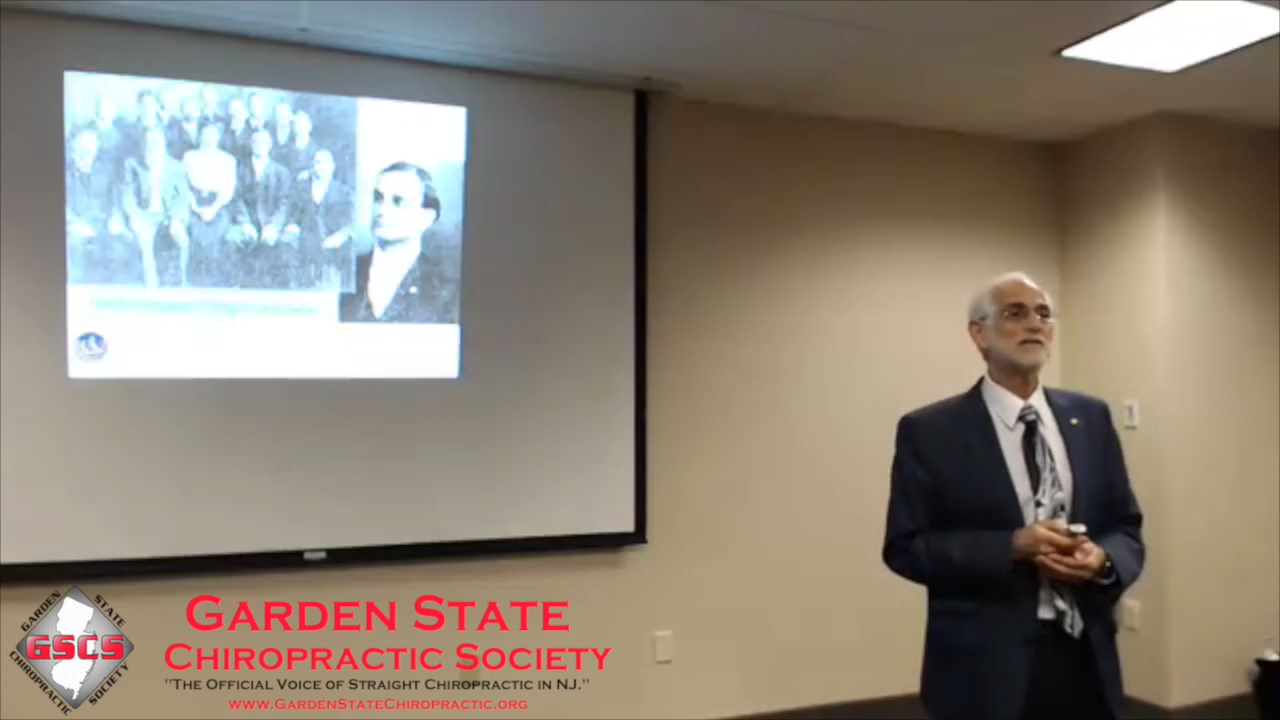 GARDEN STATE
CHIROPRACTIC SOCIETY
"THE OFFICIAL VOICE OF STRAIGHT CHIROPRACTIC IN NJ."
WWW.GARDENSTATECHIROPRACTIC.ORG
GARDEN STATE
GSCS
CHIROPRACTIC SOCIETY